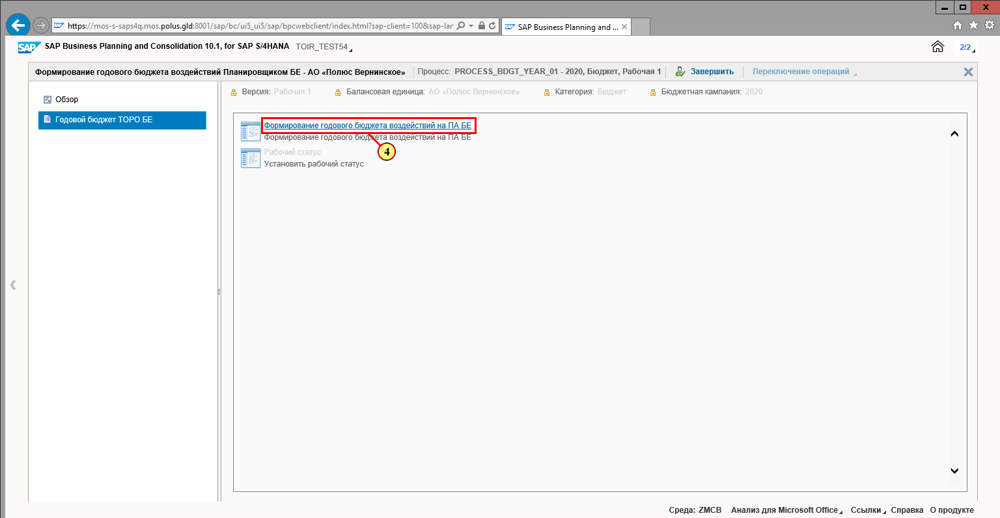 https://mos-s-saps4q.mos.polus.gld:8001/sap/bc/ui5_ui5/sap/bpcwebclient/index.html?sap-client=100&sap-lar
SAP Business Planning and ...
SAP Business Planning and Consolidation 10.1, for SAP S/4HANA TOIR_TEST54
2/2
Формирование годового бюджета воздействий Планировщиком БЕ - АО «Полюс Вернинское» Процесс: PROCESS_BDGT_YEAR_01 - 2020, Бюджет, Рабочая 1 Завершить Переключение операций
Версия: Рабочая 1 Балансовая единица: АО «Полюс Вернинское» Категория: Бюджет Бюджетная кампания: 2020
Обзор
Годовой бюджет ТОРО БЕ
Формирование годового бюджета воздействий на ПА БЕ
Формирование годового бюджета воздействий на ПА БЕ
4
Рабочий статус
Установить рабочий статус
Среда: ZMCB Анализ для Microsoft Office Ссылки Справка О продукте